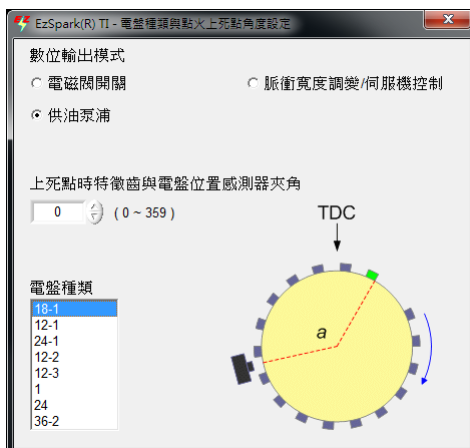 EzSpark(R) TI - 電盤種類與點火上死點角度設定
數位輸出模式
電磁閥開關
脈衝寬度調變/伺服機控制
供油泵浦
上死點時特徵齒與電盤位置感測器夾角
0 ( 0 ~ 359 )
TDC
電盤種類
18-1
12-1
24-1
12-2
12-3
1
24
36-2
a